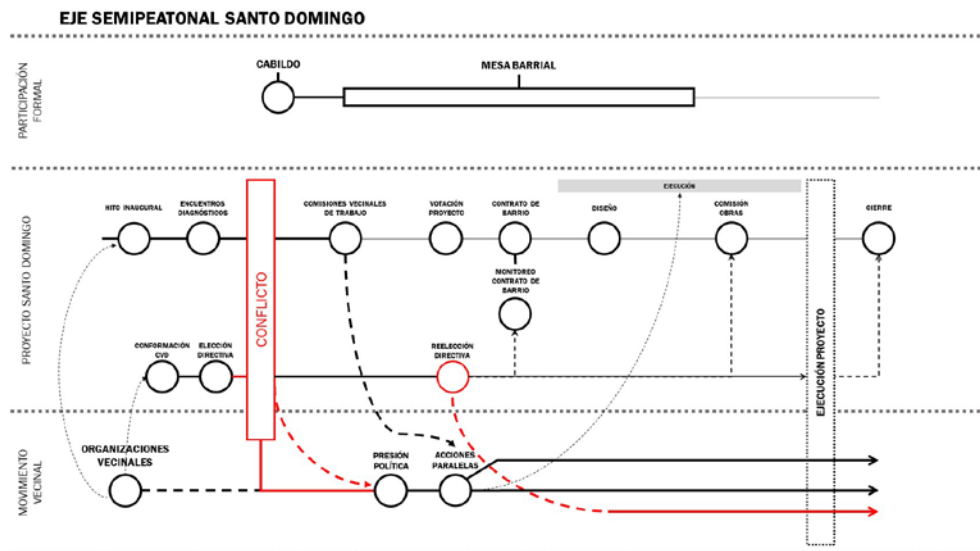 EJE SEMIPEATONAL SANTO DOMINGO
PARTICIPACIÓN
FORMAL
CABILDO
MESA BARRIAL
PROYECTO SANTO DOMINGO
EJECUCIÓN
HITO INAUGURAL
ENCUENTROS
DIAGNÓSTICOS
COMISIONES VECINALES
DE TRABAJO
VOTACIÓN
PROYECTO
CONTRATO DE
BARRIO
DISEÑO
COMISIÓN
OBRAS
CIERRE
CONFLICTO
MONITOREO
CONTRATO DE
BARRIO
CONFORMACIÓN
CVD
ELECCIÓN
DIRECTIVA
REELECCIÓN
DIRECTIVA
EJECUCIÓN PROYECTO
MOVIMIENTO
VECINAL
ORGANIZACIONES
VECINALES
PRESIÓN
POLÍTICA
ACCIONES
PARALELAS